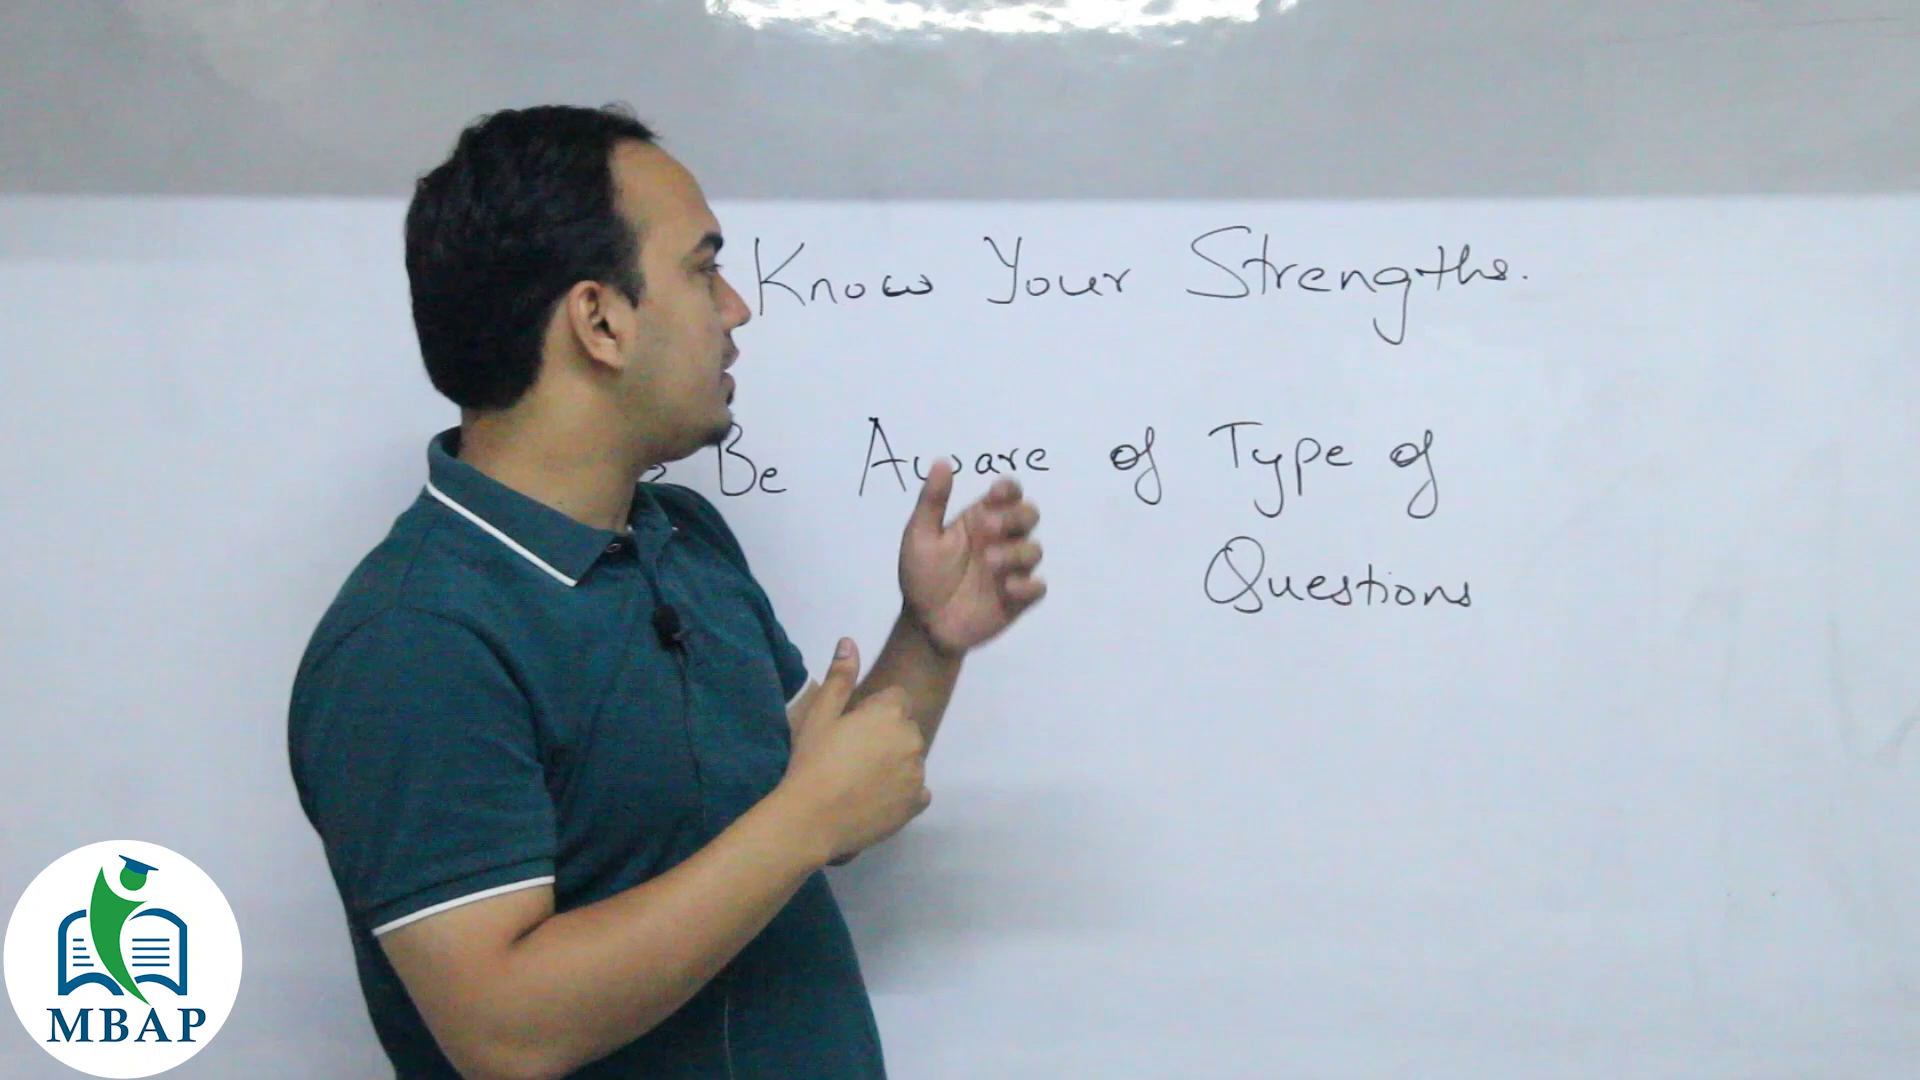 Know Your Strengths.
Be Aware of Type of
Questions
MBAP